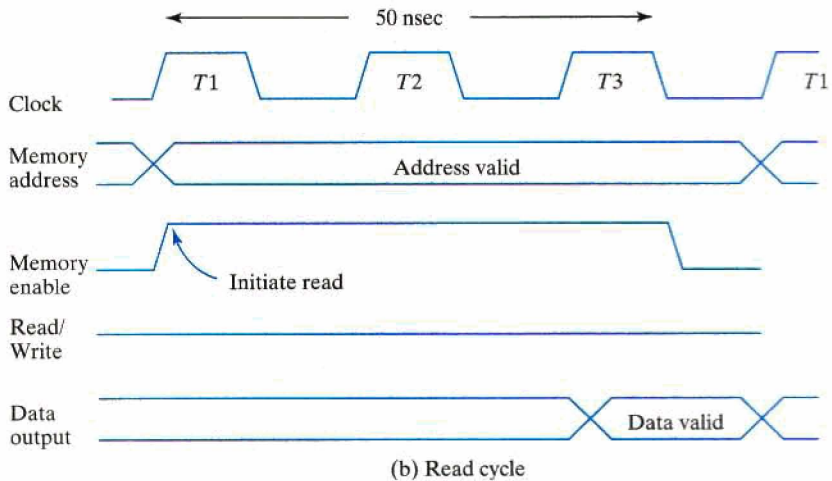 50 nsec
T1 T2 T3 T1
Clock
Memory
address
Address valid
Memory
enable
Initiate read
Read/
Write
Data
output
Data valid
(b) Read cycle